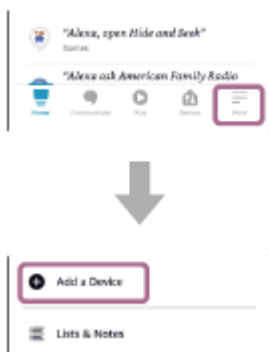 "Alexa, open Hide and Seek"
Games
"Alexa ask American Family Radio
Home Communicate Play Devices More
Add a Device
Lists & Notes